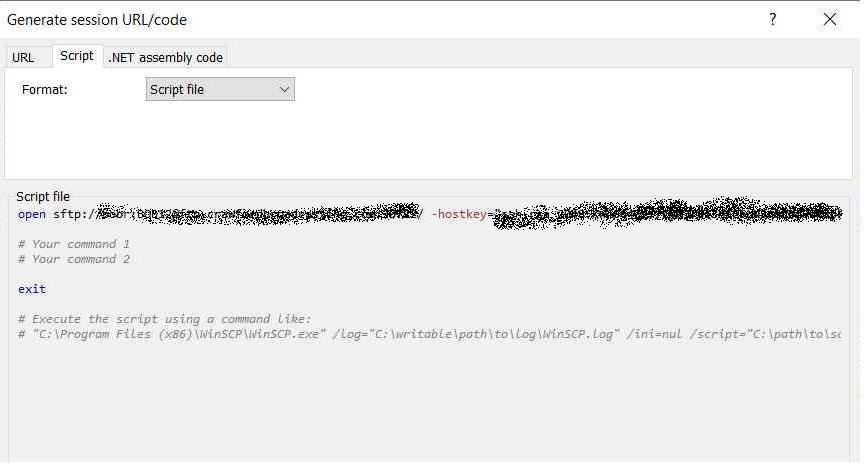 Generate session URL/code
URL Script .NET assembly code
Format: Script file
Script file
open sftp:// / -hostkey="
# Your command 1
# Your command 2
exit
# Execute the script using a command like:
# "C:\Program Files (x86)\WinSCP\WinSCP.exe" /log="C:\writable\path\to\log\WinSCP.log" /ini=nul /script="C:\path\to\sc